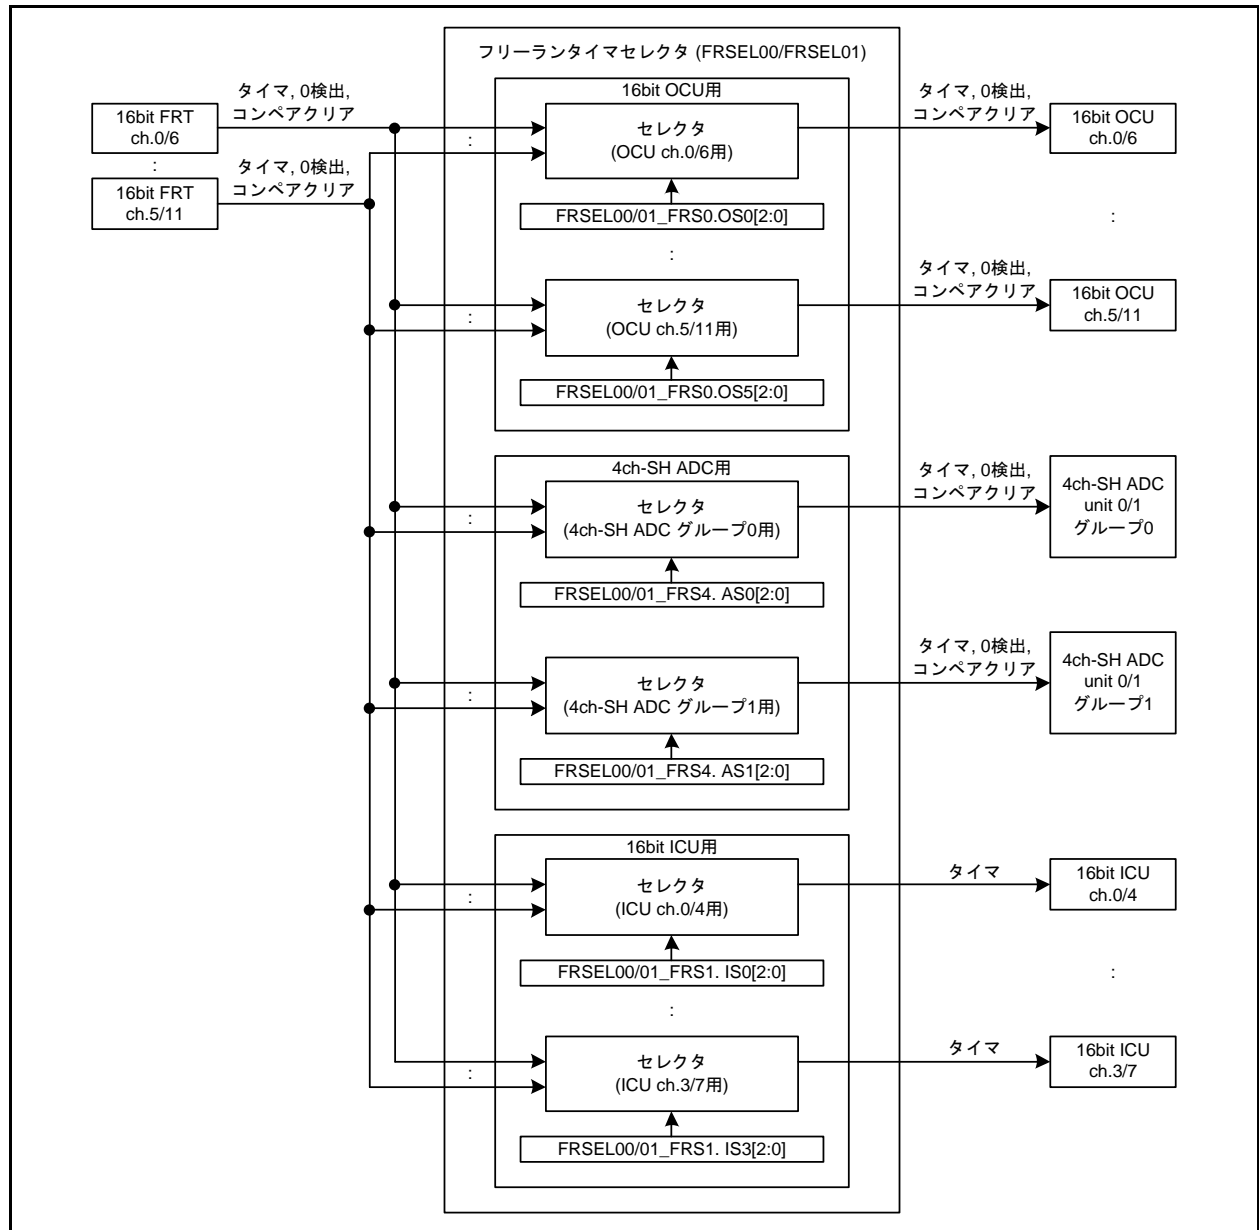 フリーランタイマセレクタ (FRSEL00/FRSEL01)
16bit FRT
ch.0/6
タイマ, 0検出,
コンペアクリア
:
16bit FRT
ch.5/11
タイマ, 0検出,
コンペアクリア
16bit OCU用
:
セレクタ
(OCU ch.0/6用)
FRSEL00/01_FRS0.OS0[2:0]
タイマ, 0検出,
コンペアクリア
16bit OCU
ch.0/6
:
:
:
セレクタ
(OCU ch.5/11用)
FRSEL00/01_FRS0.OS5[2:0]
タイマ, 0検出,
コンペアクリア
16bit OCU
ch.5/11
4ch-SH ADC用
:
セレクタ
(4ch-SH ADC グループ0用)
FRSEL00/01_FRS4. AS0[2:0]
タイマ, 0検出,
コンペアクリア
4ch-SH ADC
unit 0/1
グループ0
:
セレクタ
(4ch-SH ADC グループ1用)
FRSEL00/01_FRS4. AS1[2:0]
タイマ, 0検出,
コンペアクリア
4ch-SH ADC
unit 0/1
グループ1
16bit ICU用
:
セレクタ
(ICU ch.0/4用)
FRSEL00/01_FRS1. IS0[2:0]
タイマ
16bit ICU
ch.0/4
:
:
:
セレクタ
(ICU ch.3/7用)
FRSEL00/01_FRS1. IS3[2:0]
タイマ
16bit ICU
ch.3/7